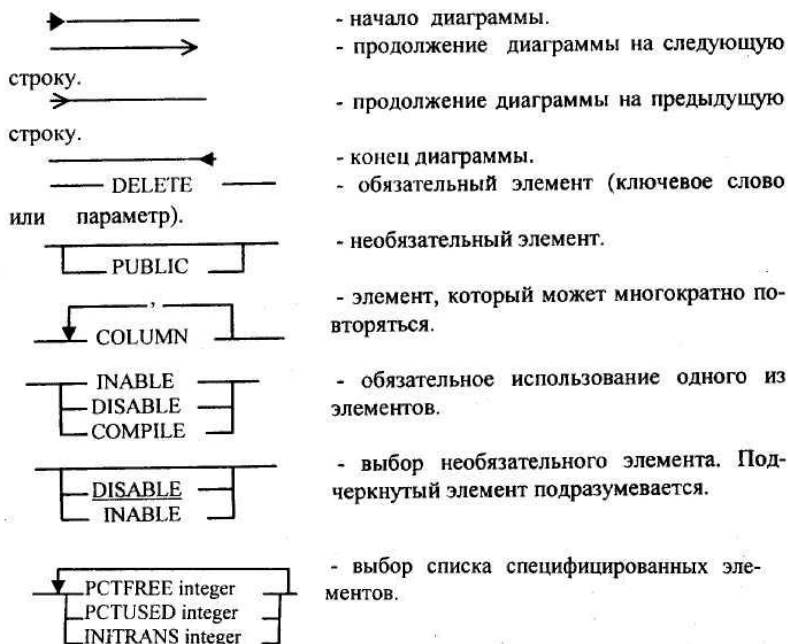 - начало диаграммы.
- продолжение диаграммы на следующую
строку.
- продолжение диаграммы на предыдущую
строку.
- конец диаграммы.
DELETE - обязательный элемент (ключевое слово
или параметр).
- необязательный элемент.
PUBLIC
- элемент, который может многократно по-
,
COLUMN вторяться.
INABLE - обязательное использование одного из
DISABLE элементов.
COMPILE
- выбор необязательного элемента. Под-
DISABLE черкнутый элемент подразумевается.
INABLE
- выбор списка специфицированных эле-
PCTFREE integer ментов.
PCTUSED integer
INiTRANS integer